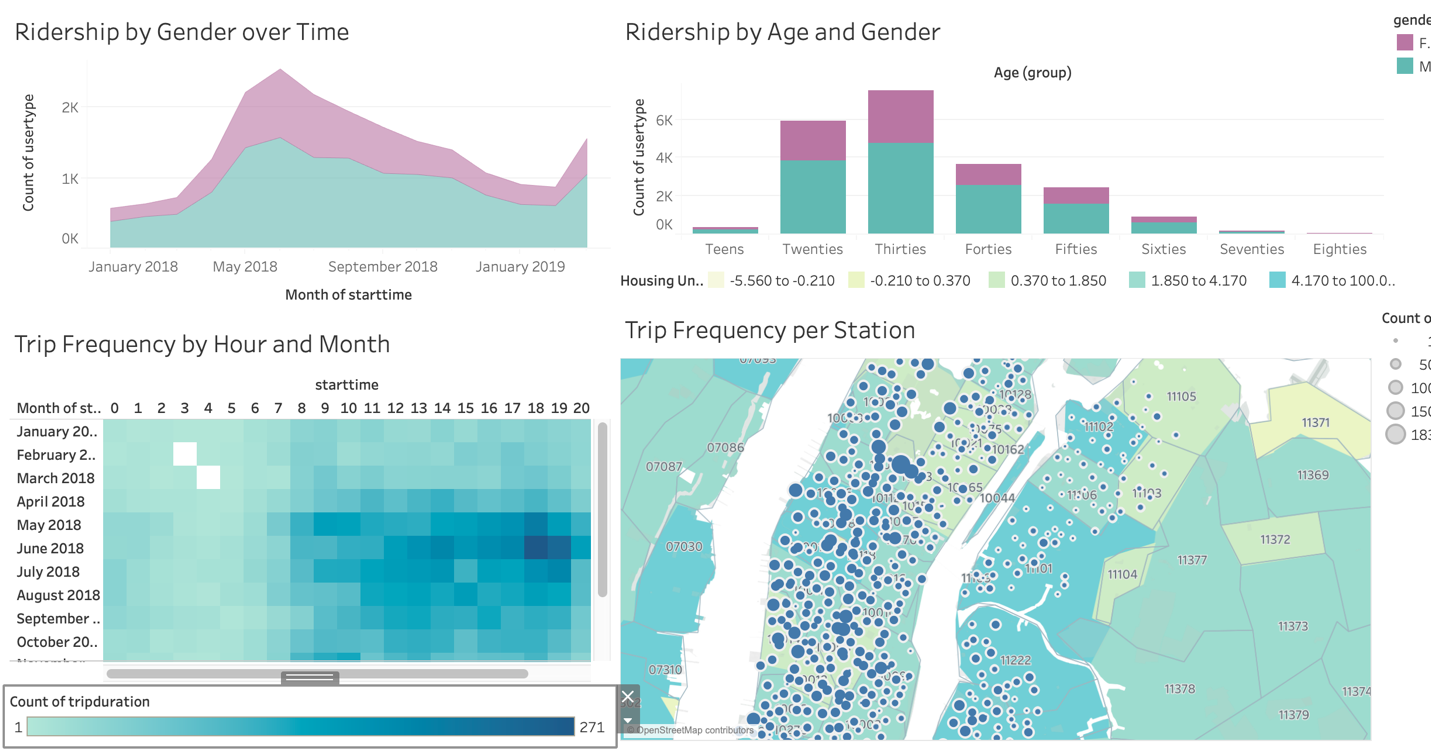 Ridership by Gender over Time
Count of usertype
2K
1K
0K
January 2018 May 2018 September 2018 January 2019
Month of starttime
Ridership by Age and Gender
gende
F.
M
Age (group)
Count of usertype
6K
4K
2K
0K
Teens Twenties Thirties Forties Fifties Sixties Seventies Eighties
Housing Un.. -5.560 to -0.210 -0.210 to 0.370 0.370 to 1.850 1.850 to 4.170 4.170 to 100.0..
Trip Frequency by Hour and Month
starttime
Month of st.. 0 1 2 3 4 5 6 7 8 9 10 11 12 13 14 15 16 17 18 19 20
January 20..
February 2..
March 2018
April 2018
May 2018
June 2018
July 2018
August 2018
September ..
October 20..
Count of tripduration
1 271
Trip Frequency per Station
Count o
1
50
100
150
183
07093
10128
11105
11371
11102
07086
10162
07087
11369
11106
11103
10044
07030
11372
11377
11101
11104
11373
11222
07310
11378
11374
11379
© OpenStreetMap contributors